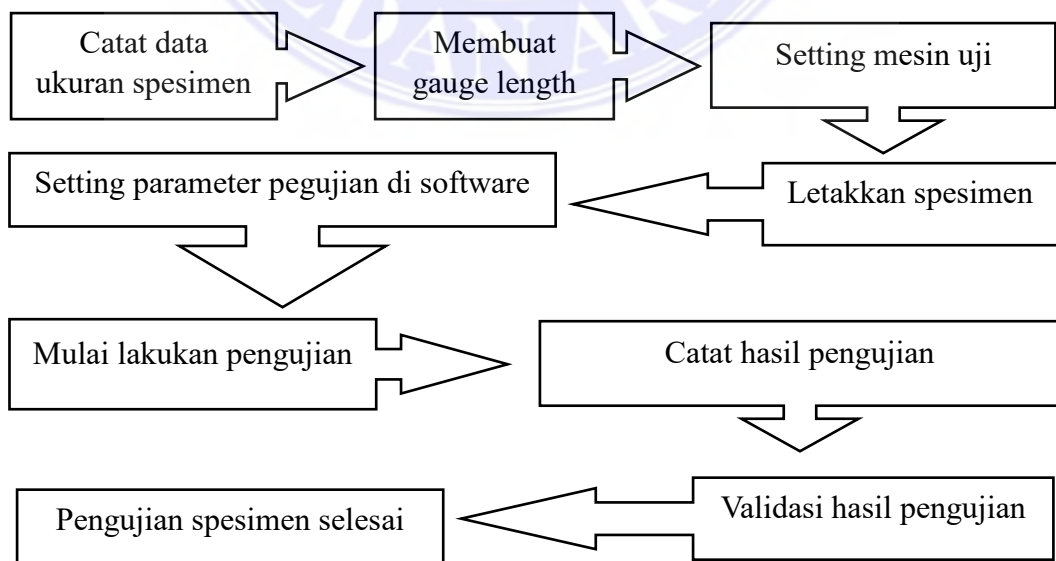 Catat data
ukuran spesimen
Membuat
gauge length
Setting mesin uji
Letakkan spesimen
Setting parameter pegujian di software
Mulai lakukan pengujian
Catat hasil pengujian
Validasi hasil pengujian
Pengujian spesimen selesai